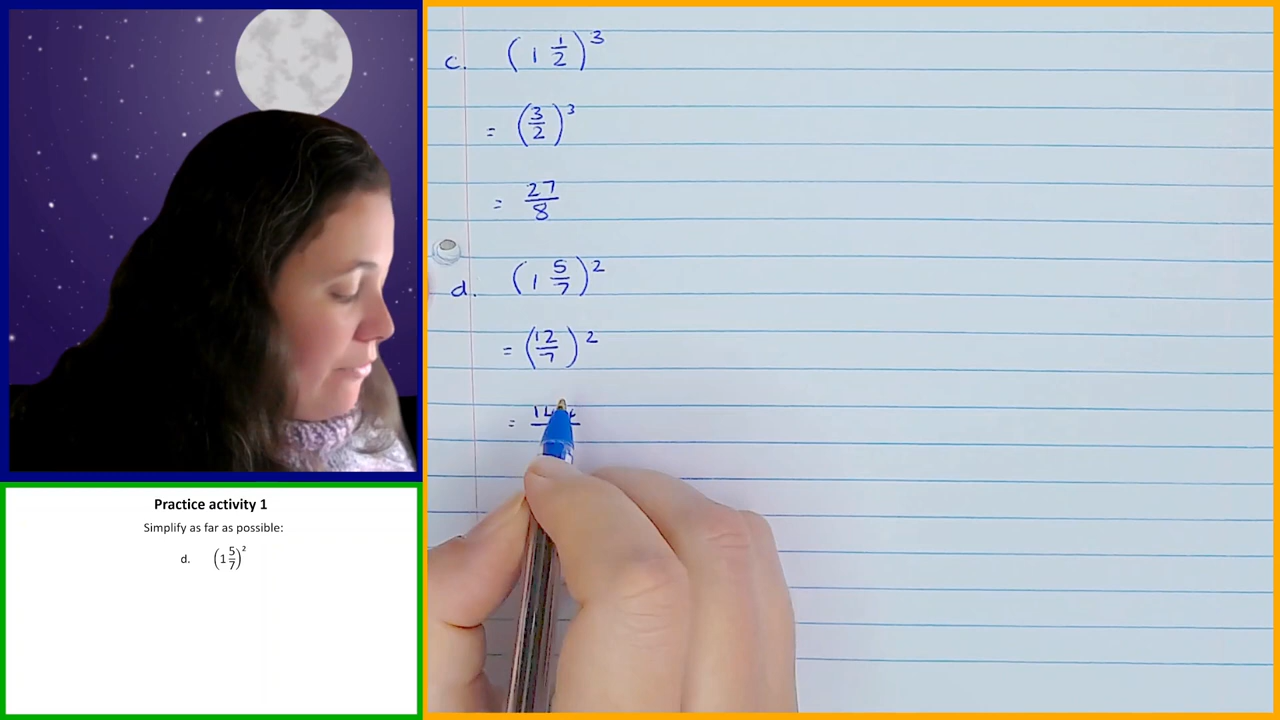 c. (1 1/2)^3
= (3/2)^3
= 27/8
d. (1 5/7)^2
= (12/7)^2
=
Practice activity 1
Simplify as far as possible:
d. (1 5/7)^2